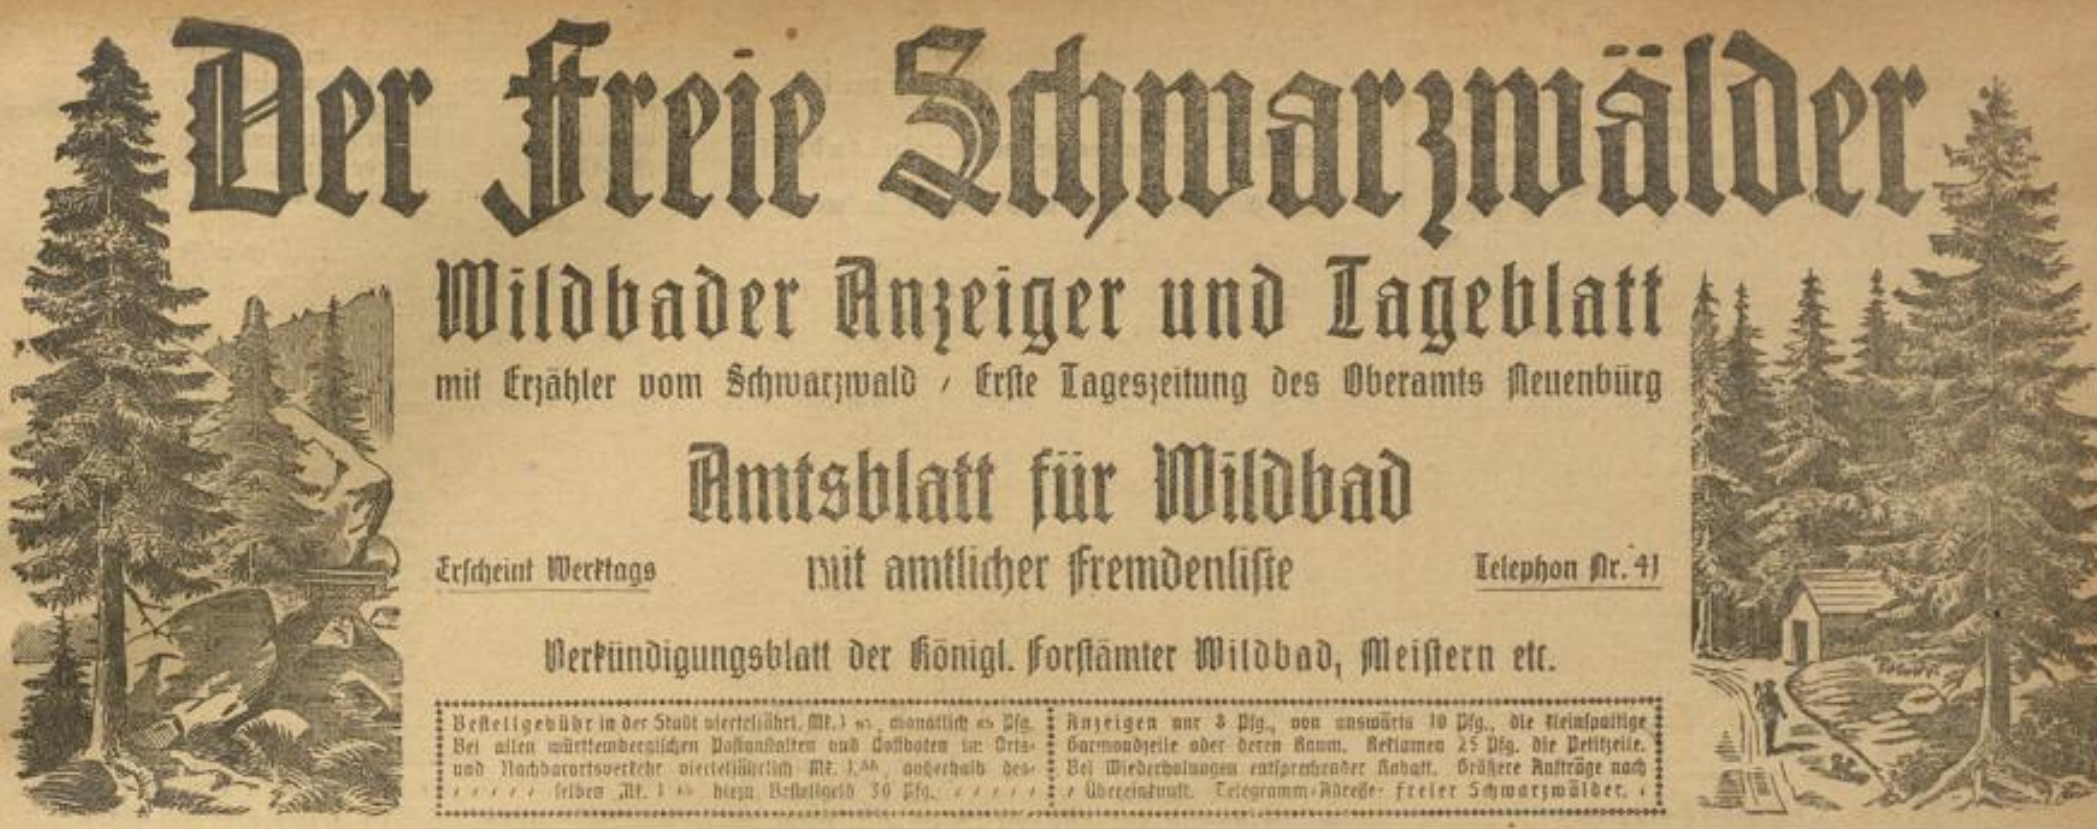 Der Freie Schwarzwälder
Wildbader Anzeiger und Tageblatt
mit Erzähler vom Schwarzwald / Erste Tageszeitung des Oberamts Neuenbürg
Amtsblatt für Wildbad
mit amtlicher Fremdenliste
Erscheint Werktags
Telephon Nr. 41
Verkündigungsblatt der Königl. Forstämter Wildbad, Meistern etc.
Bestellgebühr in der Stadt vierteljährl. Mk. 1 monatlich Pfg.
Bei allen württembergischen Postanstalten und Postboten im Orts-
und Nachbarortsverkehr vierteljährlich Mk. 1. , außerhalb des-
selben Mk. 1 hiezu Bestellgeld 30 Pfg.
Anzeigen nur 8 Pfg., von auswärts 10 Pfg., die kleinspaltige
Garmondzeile oder deren Raum. Reklamen 25 Pfg. die Petitzeile.
Bei Wiederholungen entsprechender Rabatt. Größere Aufträge nach
Übereinkunft. Telegramm-Adresse: Freier Schwarzwälder.